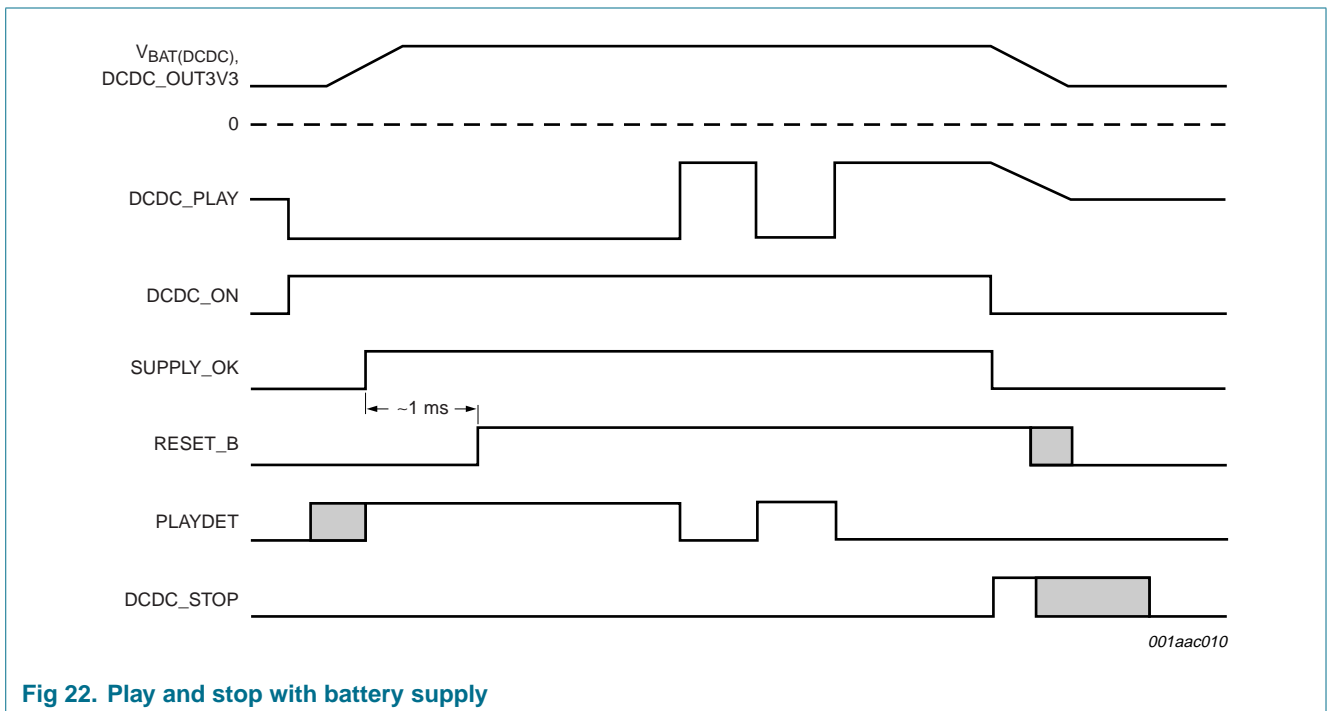 VBAT(DCDC),
DCDC_OUT3V3
0
DCDC_PLAY
DCDC_ON
SUPPLY_OK
~1 ms
RESET_B
PLAYDET
DCDC_STOP
001aac010
Fig 22. Play and stop with battery supply